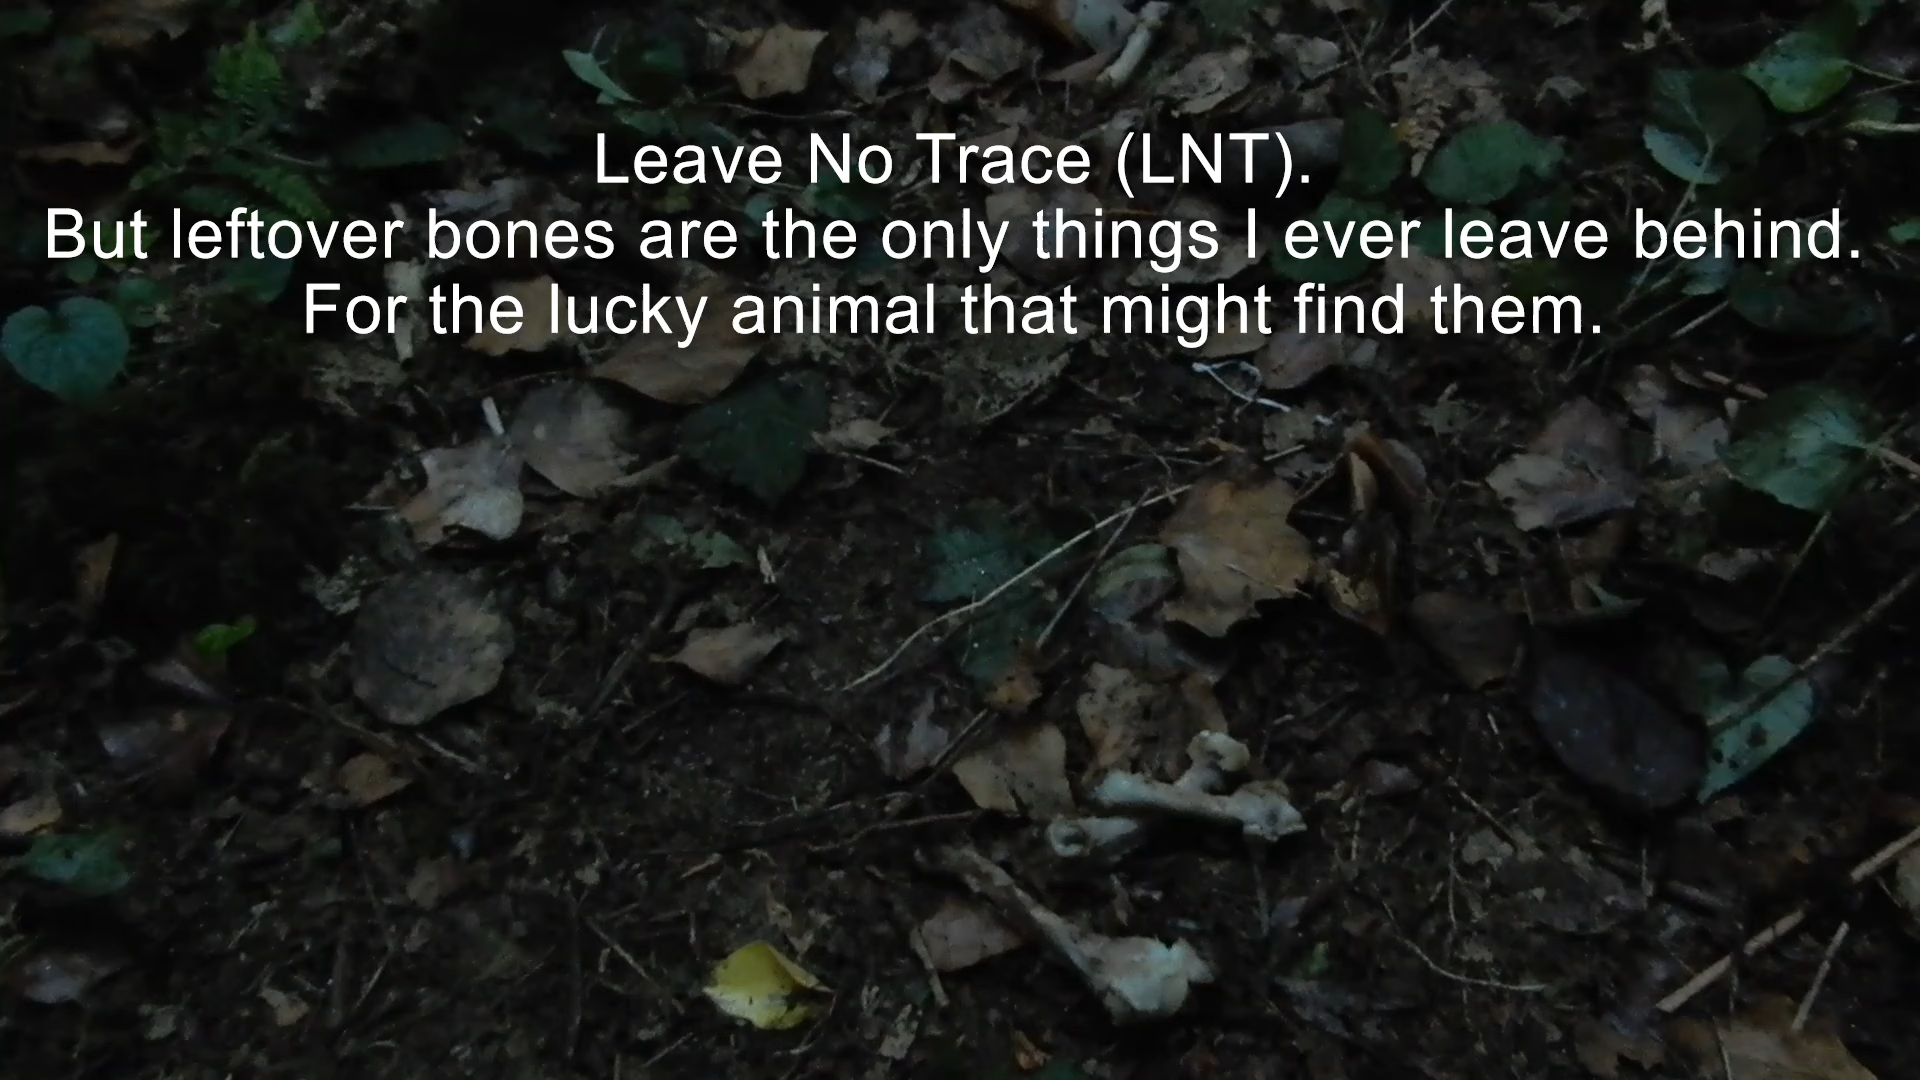 Leave No Trace (LNT).
But leftover bones are the only things I ever leave behind.
For the lucky animal that might find them.